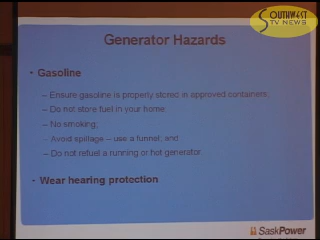 SOUTHWEST
TV NEWS
Generator Hazards
• Gasoline
– Ensure gasoline is properly stored in approved containers;
– Do not store fuel in your home;
– No smoking;
– Avoid spillage – use a funnel; and
– Do not refuel a running or hot generator
• Wear hearing protection
SaskPower